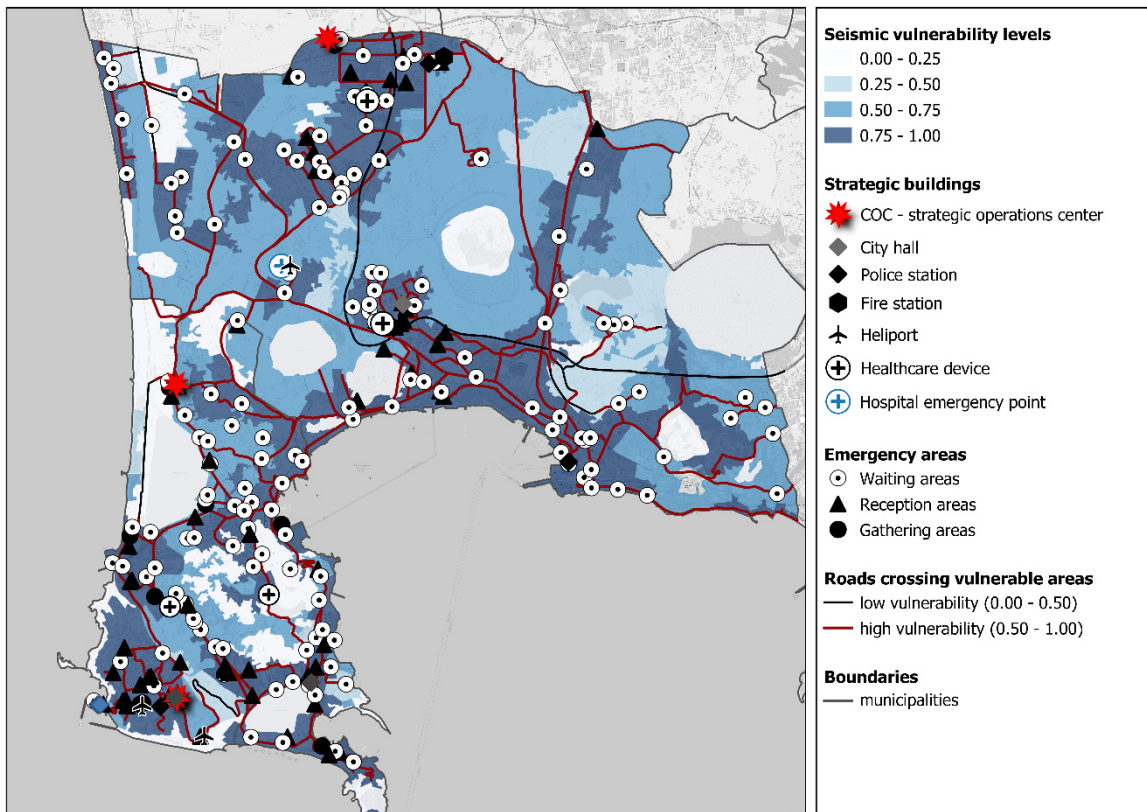 Seismic vulnerability levels
0.00 - 0.25
0.25 - 0.50
0.50 - 0.75
0.75 - 1.00
Strategic buildings
COC - strategic operations center
City hall
Police station
Fire station
Heliport
Healthcare device
Hospital emergency point
Emergency areas
Waiting areas
Reception areas
Gathering areas
Roads crossing vulnerable areas
low vulnerability (0.00 - 0.50)
high vulnerability (0.50 - 1.00)
Boundaries
municipalities